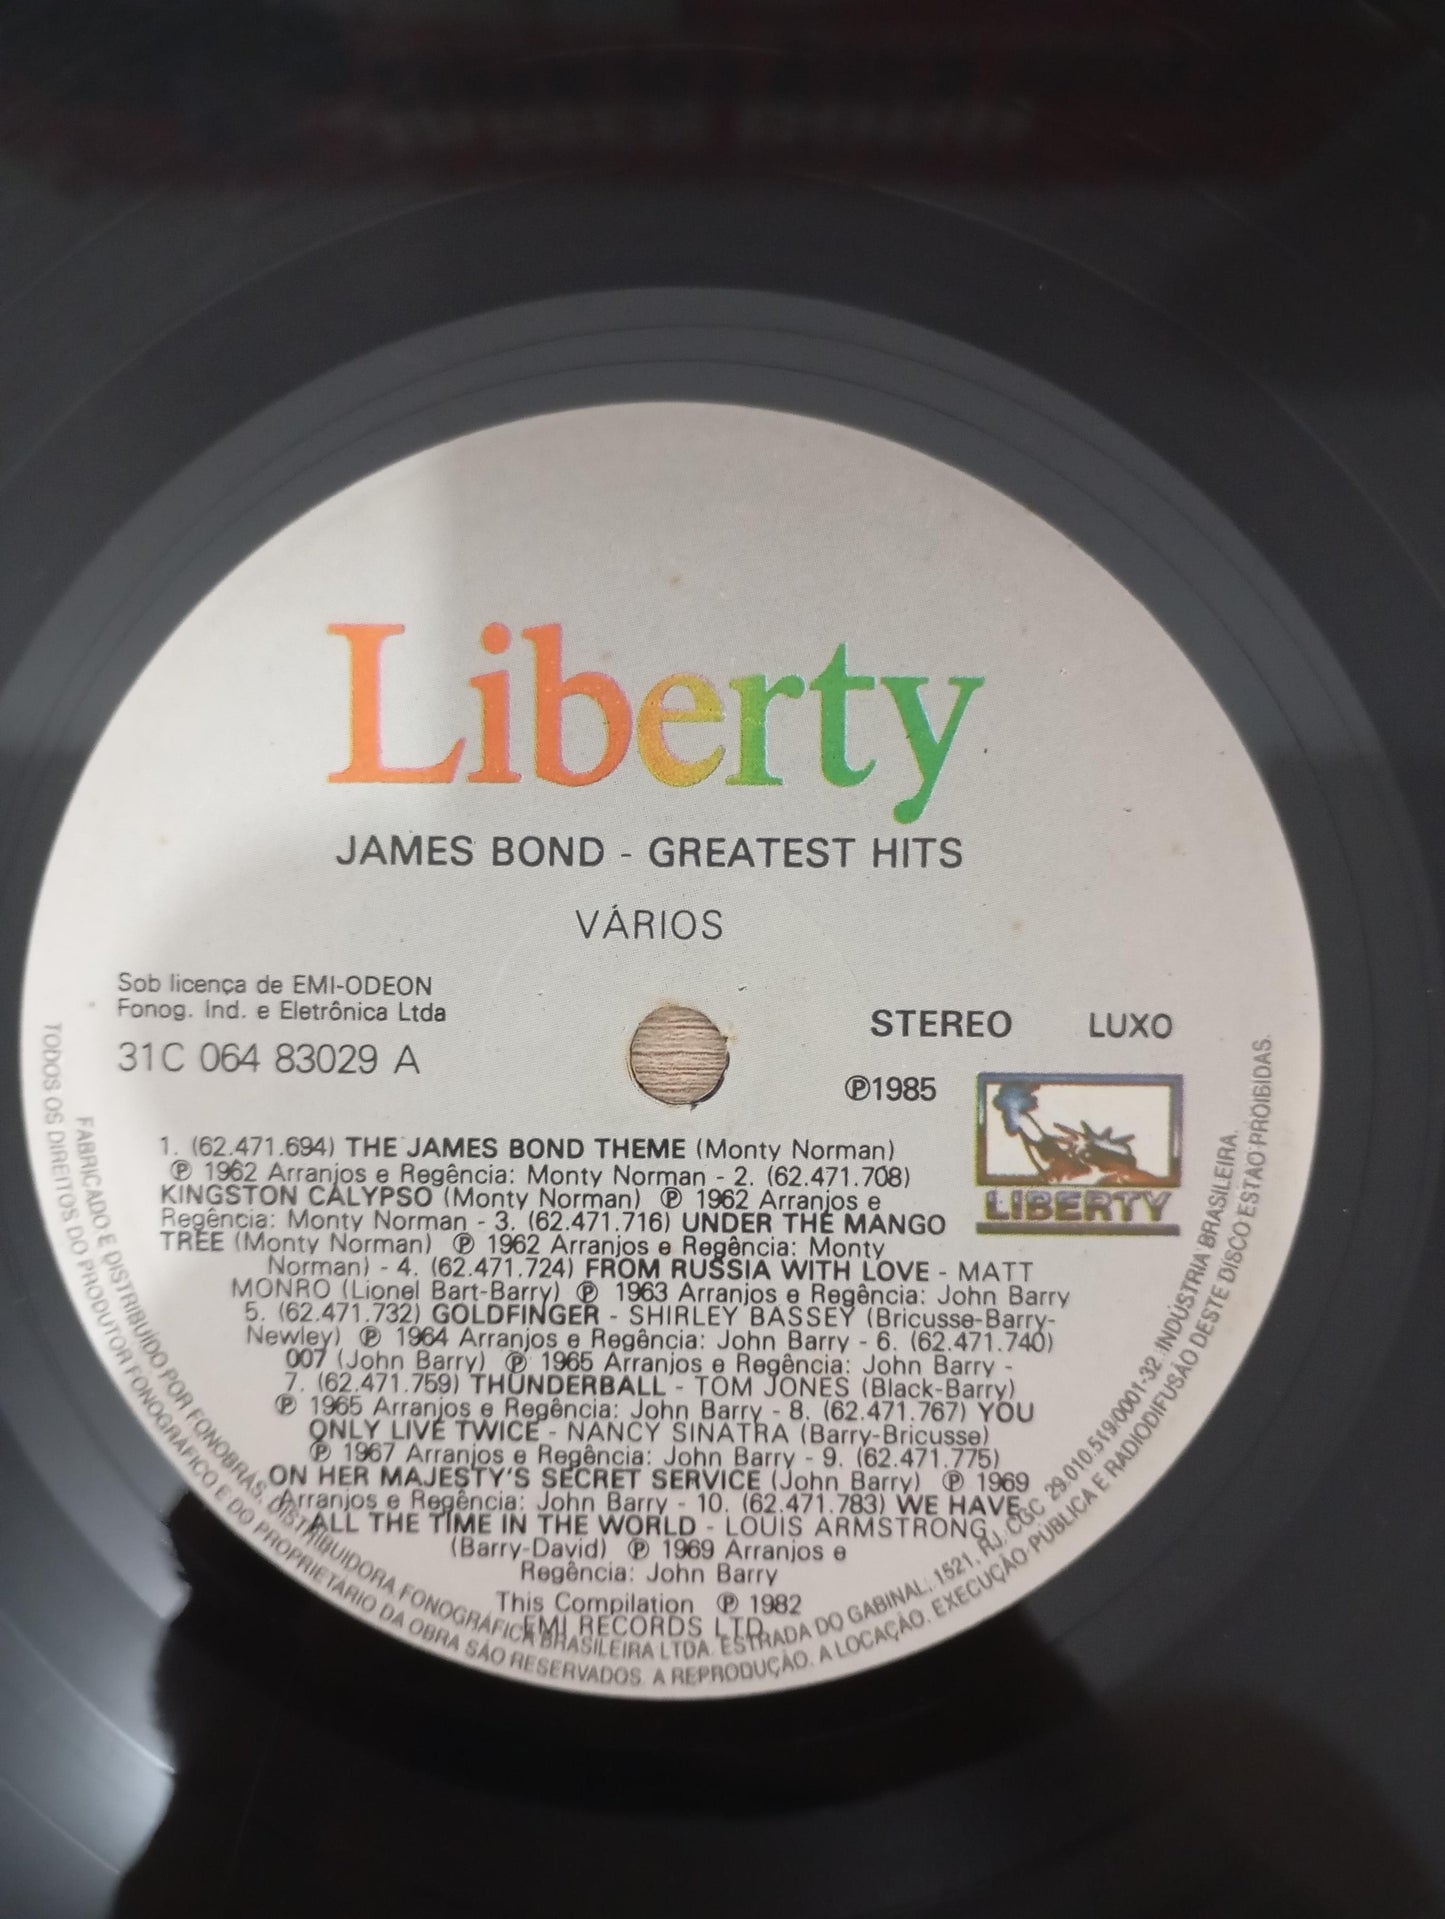 Liberty
JAMES BOND - GREATEST HITS
VÁRIOS
Sob licença de EMI-ODEON
Fonog. Ind. e Eletrônica Ltda
31C 064 83029 A
STEREO LUXO
℗1985
LIBERTY
1. (62.471.694) THE JAMES BOND THEME (Monty Norman)
℗ 1962 Arranjos e Regência: Monty Norman - 2. (62.471.708)
KINGSTON CALYPSO (Monty Norman) ℗ 1962 Arranjos e
Regência: Monty Norman - 3. (62.471.716) UNDER THE MANGO
TREE (Monty Norman) ℗ 1962 Arranjos e Regência: Monty
Norman) - 4. (62.471.724) FROM RUSSIA WITH LOVE - MATT
MONRO (Lionel Bart-Barry) ℗ 1963 Arranjos e Regência: John Barry
5. (62.471.732) GOLDFINGER - SHIRLEY BASSEY (Bricusse-Barry-
Newley) ℗ 1964 Arranjos e Regência: John Barry - 6. (62.471.740)
007 (John Barry) ℗ 1965 Arranjos e Regência: John Barry -
7. (62.471.759) THUNDERBALL - TOM JONES (Black-Barry)
℗ 1965 Arranjos e Regência: John Barry - 8. (62.471.767) YOU
ONLY LIVE TWICE - NANCY SINATRA (Barry-Bricusse)
℗ 1967 Arranjos e Regência: John Barry - 9. (62.471.775)
ON HER MAJESTY'S SECRET SERVICE (John Barry) ℗ 1969
Arranjos e Regência: John Barry - 10. (62.471.783) WE HAVE
ALL THE TIME IN THE WORLD - LOUIS ARMSTRONG
(Barry-David) ℗ 1969 Arranjos e
Regência: John Barry
This Compilation ℗ 1982
EMI RECORDS LTD.
FABRICADO E DISTRIBUÍDO POR FONOBRAS, DISTRIBUIDORA FONOGRÁFICA BRASILEIRA LTDA. ESTRADA DO GABINAL, 1521, RJ. CGC 29.010.519/0001-32. INDÚSTRIA BRASILEIRA.
TODOS OS DIREITOS DO PRODUTOR FONOGRÁFICO E DO PROPRIETÁRIO DA OBRA SÃO RESERVADOS. A REPRODUÇÃO. A LOCAÇÃO. EXECUÇÃO PÚBLICA E RADIODIFUSÃO DESTE DISCO ESTÃO PROIBIDAS.